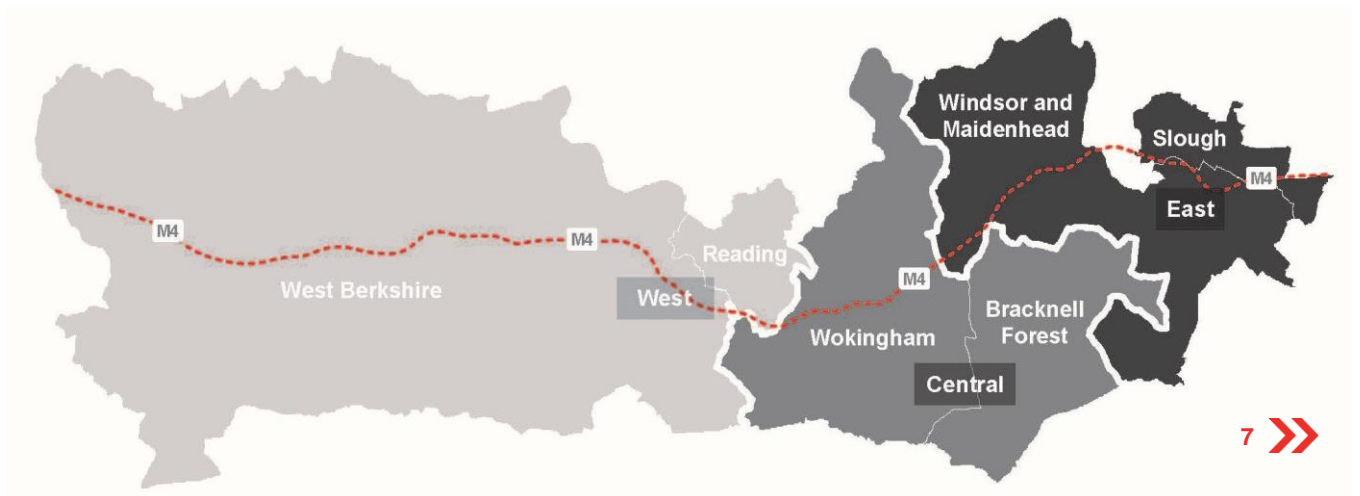 Windsor and
Maidenhead
Slough
M4
East
M4
M4
Reading
M4
West Berkshire
West
Bracknell
Forest
Wokingham
Central
7